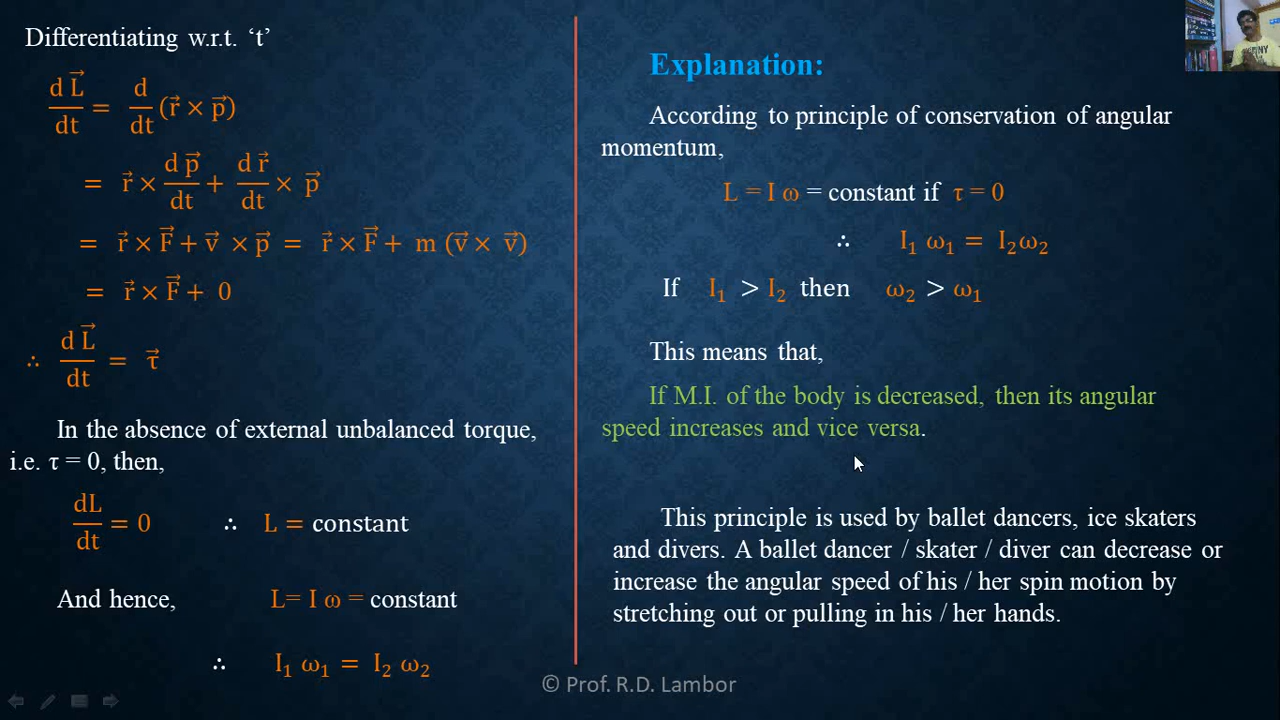 Differentiating w.r.t. ‘t’
d L⃗/dt = d/dt (r⃗ × p⃗)
= r⃗ × d p⃗/dt + d r⃗/dt × p⃗
= r⃗ × F⃗ + v⃗ × p⃗ = r⃗ × F⃗ + m (v⃗ × v⃗)
= r⃗ × F⃗ + 0
∴ d L⃗/dt = τ⃗
In the absence of external unbalanced torque,
i.e. τ = 0, then,
dL/dt = 0 ∴ L = constant
And hence, L= I ω = constant
∴ I₁ ω₁ = I₂ ω₂
Explanation:
According to principle of conservation of angular
momentum,
L = I ω = constant if τ = 0
∴ I₁ ω₁ = I₂ω₂
If I₁ > I₂ then ω₂ > ω₁
This means that,
If M.I. of the body is decreased, then its angular
speed increases and vice versa.
This principle is used by ballet dancers, ice skaters
and divers. A ballet dancer / skater / diver can decrease or
increase the angular speed of his / her spin motion by
stretching out or pulling in his / her hands.
© Prof. R.D. Lambor